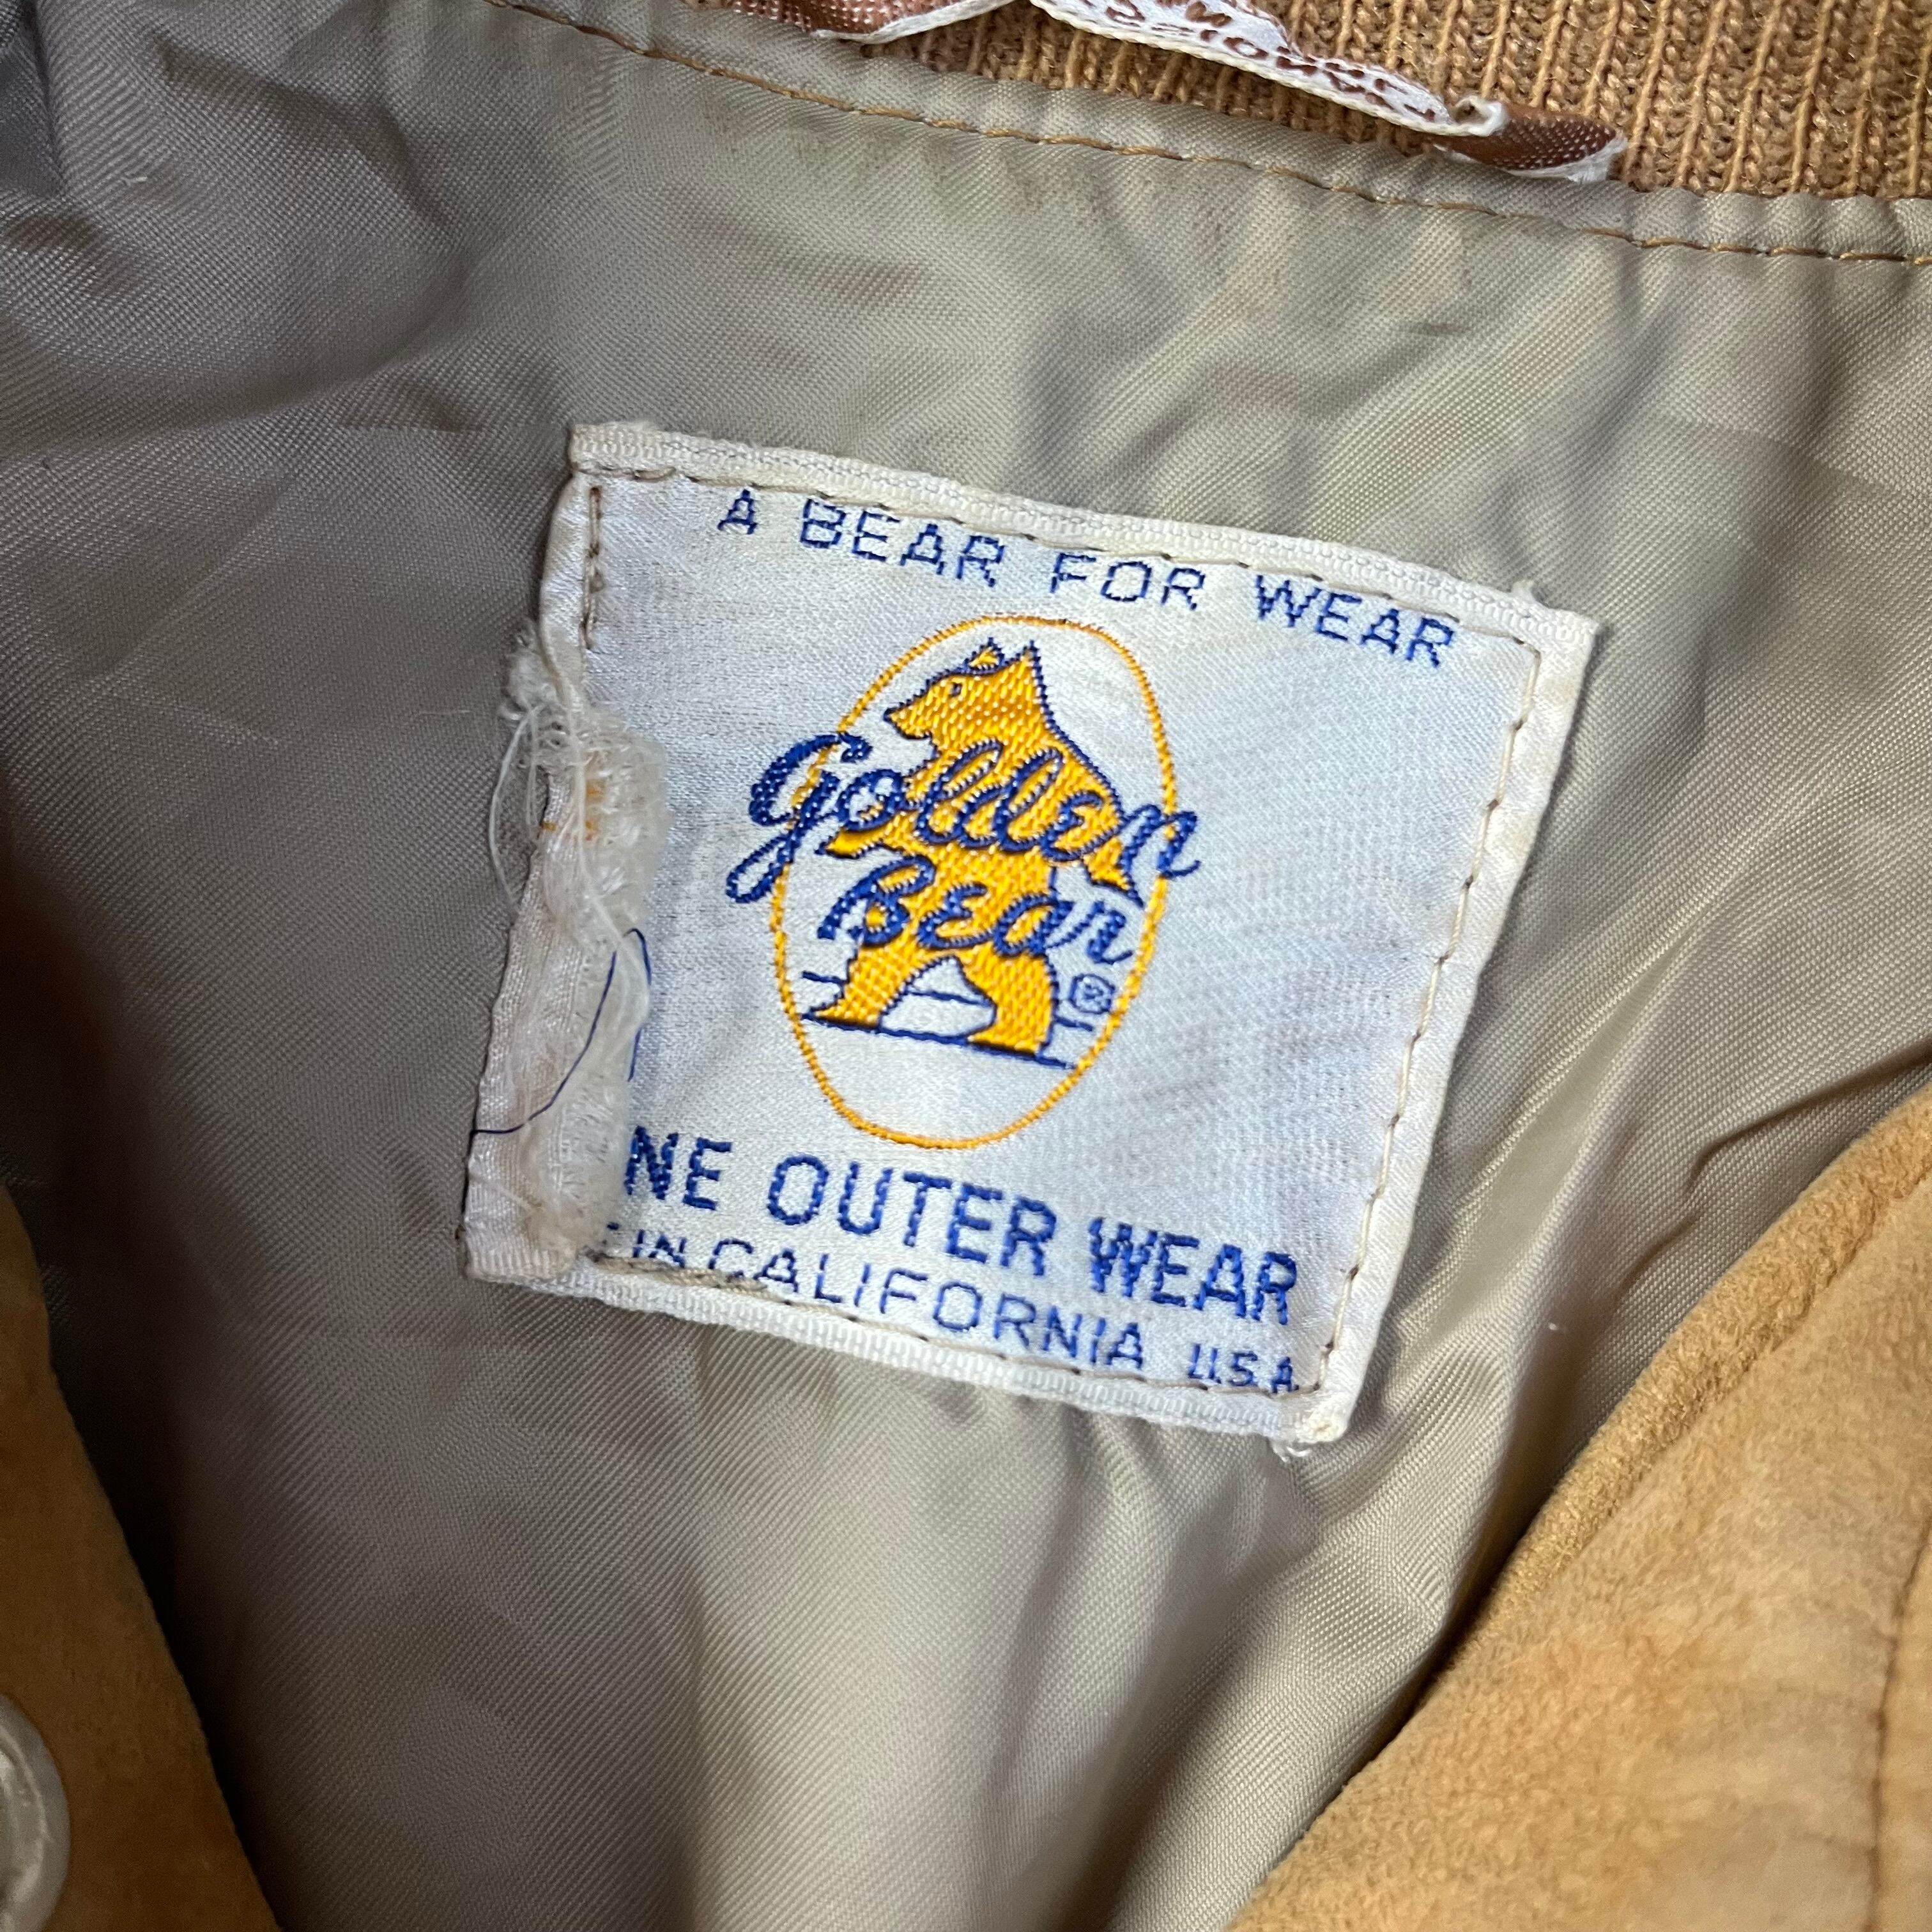 A BEAR FOR WEAR
Golden
Bear
®
NE OUTER WEAR
E IN CALIFORNIA U.S.A